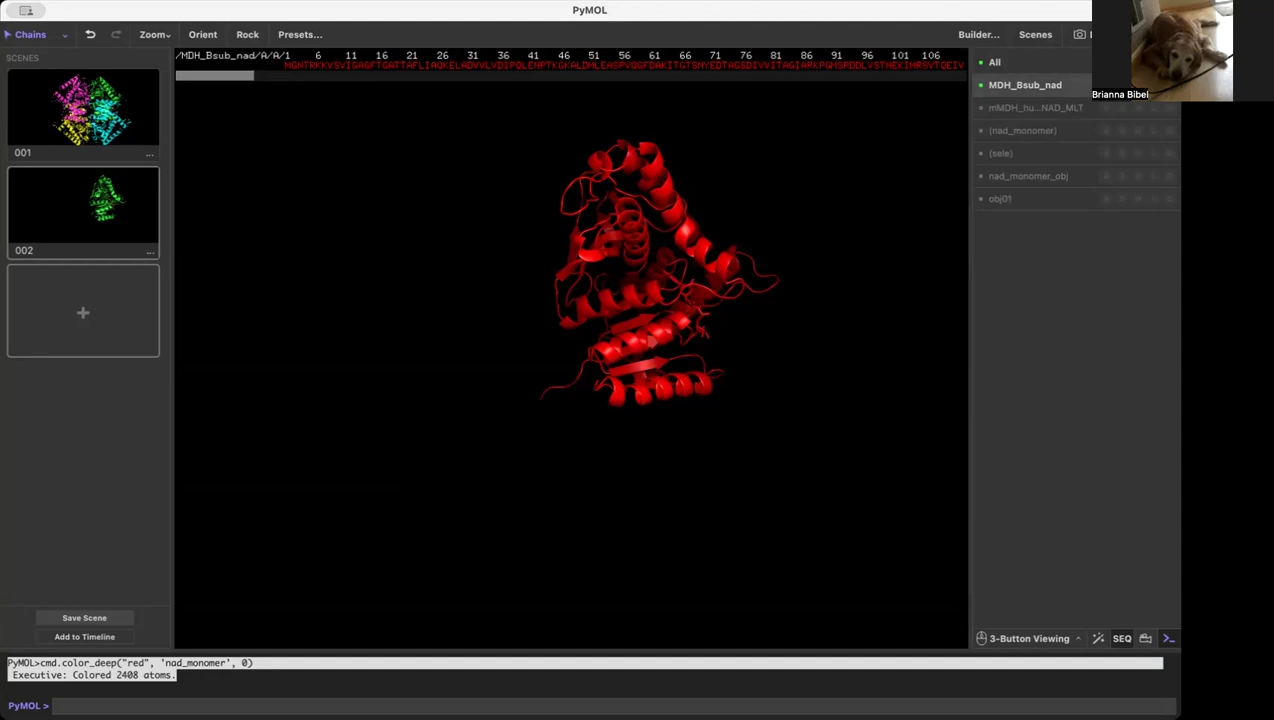 PyMOL
Chains
Zoom
Orient
Rock
Presets...
Builder...
Scenes
Brianna Bibel
SCENES
001
...
002
...
+
Save Scene
Add to Timeline
/MDH_Bsub_nad/A/A/1 6 11 16 21 26 31 36 41 46 51 56 61 66 71 76 81 86 91 96 101 106
All
MDH_Bsub_nad
mMDH_hu...NAD_MLT
(nad_monomer)
(sele)
nad_monomer_obj
obj01
3-Button Viewing
SEQ
PyMOL>cmd.color_deep("red", 'nad_monomer', 0)
Executive: Colored 2408 atoms.
PyMOL >